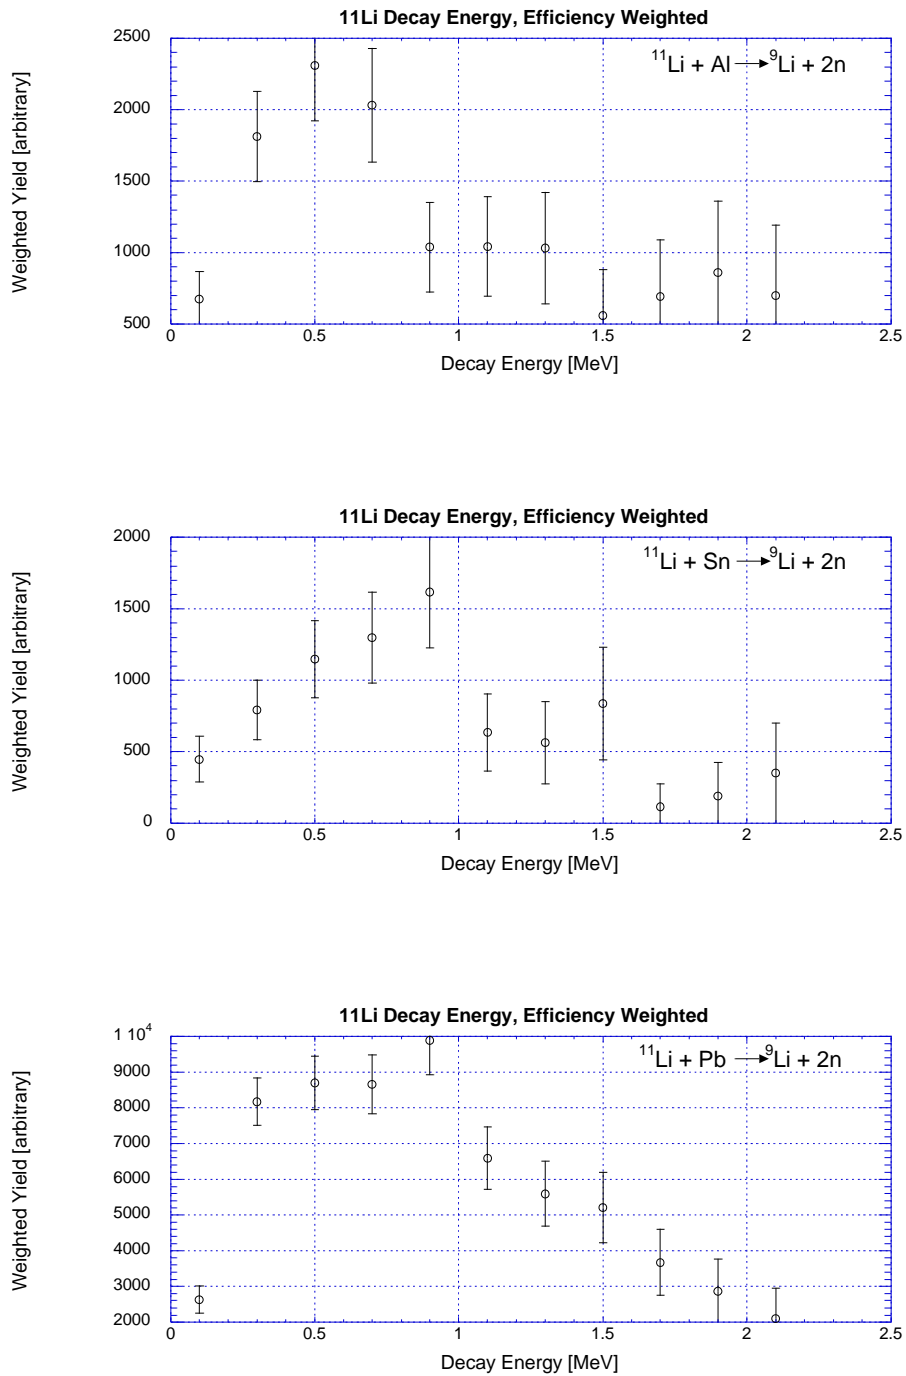 11Li Decay Energy, Efficiency Weighted
2500
¹¹Li + Al → ⁹Li + 2n
2000
Weighted Yield [arbitrary]
1500
1000
500
0 0.5 1 1.5 2 2.5
Decay Energy [MeV]
11Li Decay Energy, Efficiency Weighted
2000
¹¹Li + Sn → ⁹Li + 2n
1500
Weighted Yield [arbitrary]
1000
500
0
0 0.5 1 1.5 2 2.5
Decay Energy [MeV]
11Li Decay Energy, Efficiency Weighted
1 10⁴
¹¹Li + Pb → ⁹Li + 2n
9000
8000
7000
Weighted Yield [arbitrary]
6000
5000
4000
3000
2000
0 0.5 1 1.5 2 2.5
Decay Energy [MeV]